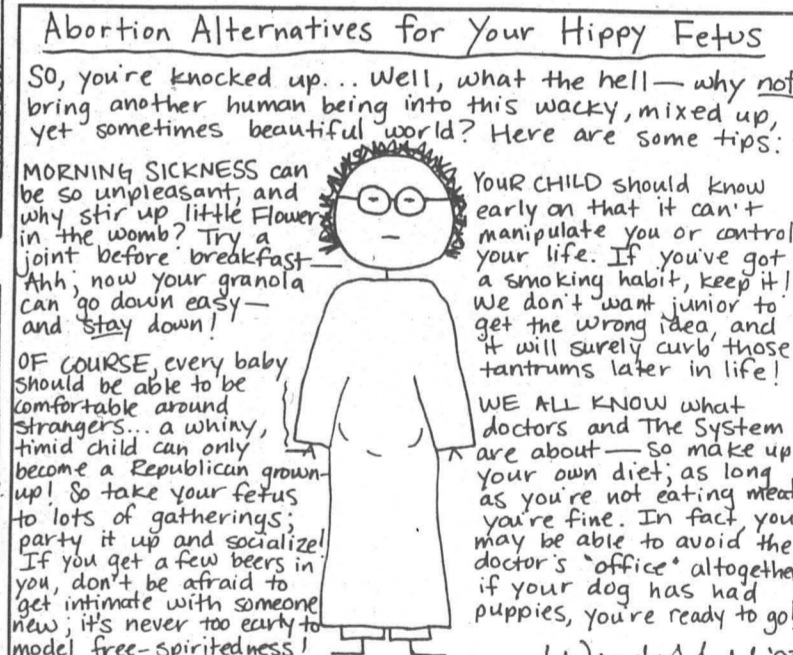 Abortion Alternatives for Your Hippy Fetus
So, you're knocked up... Well, what the hell — why not
bring another human being into this wacky, mixed up,
yet sometimes beautiful world? Here are some tips:
MORNING SICKNESS can
be so unpleasant, and
why stir up little Flower
in the womb? Try a
joint before breakfast—
Ahh, now your granola
can go down easy—
and stay down!
OF COURSE, every baby
should be able to be
comfortable around
strangers... a whiny,
timid child can only
become a Republican grown-
up! So take your fetus
to lots of gatherings;
party it up and socialize!
If you get a few beers in
you, don't be afraid to
get intimate with someone
new; it's never too early to
model free-spiritedness!
YOUR CHILD should know
early on that it can't
manipulate you or control
your life. If you've got
a smoking habit, keep it!
We don't want junior to
get the wrong idea, and
it will surely curb those
tantrums later in life!
WE ALL KNOW what
doctors and The System
are about — So make up
your own diet; as long
as you're not eating meat
you're fine. In fact, you
may be able to avoid the
doctor's "office" altogether
if your dog has had
puppies, you're ready to go!